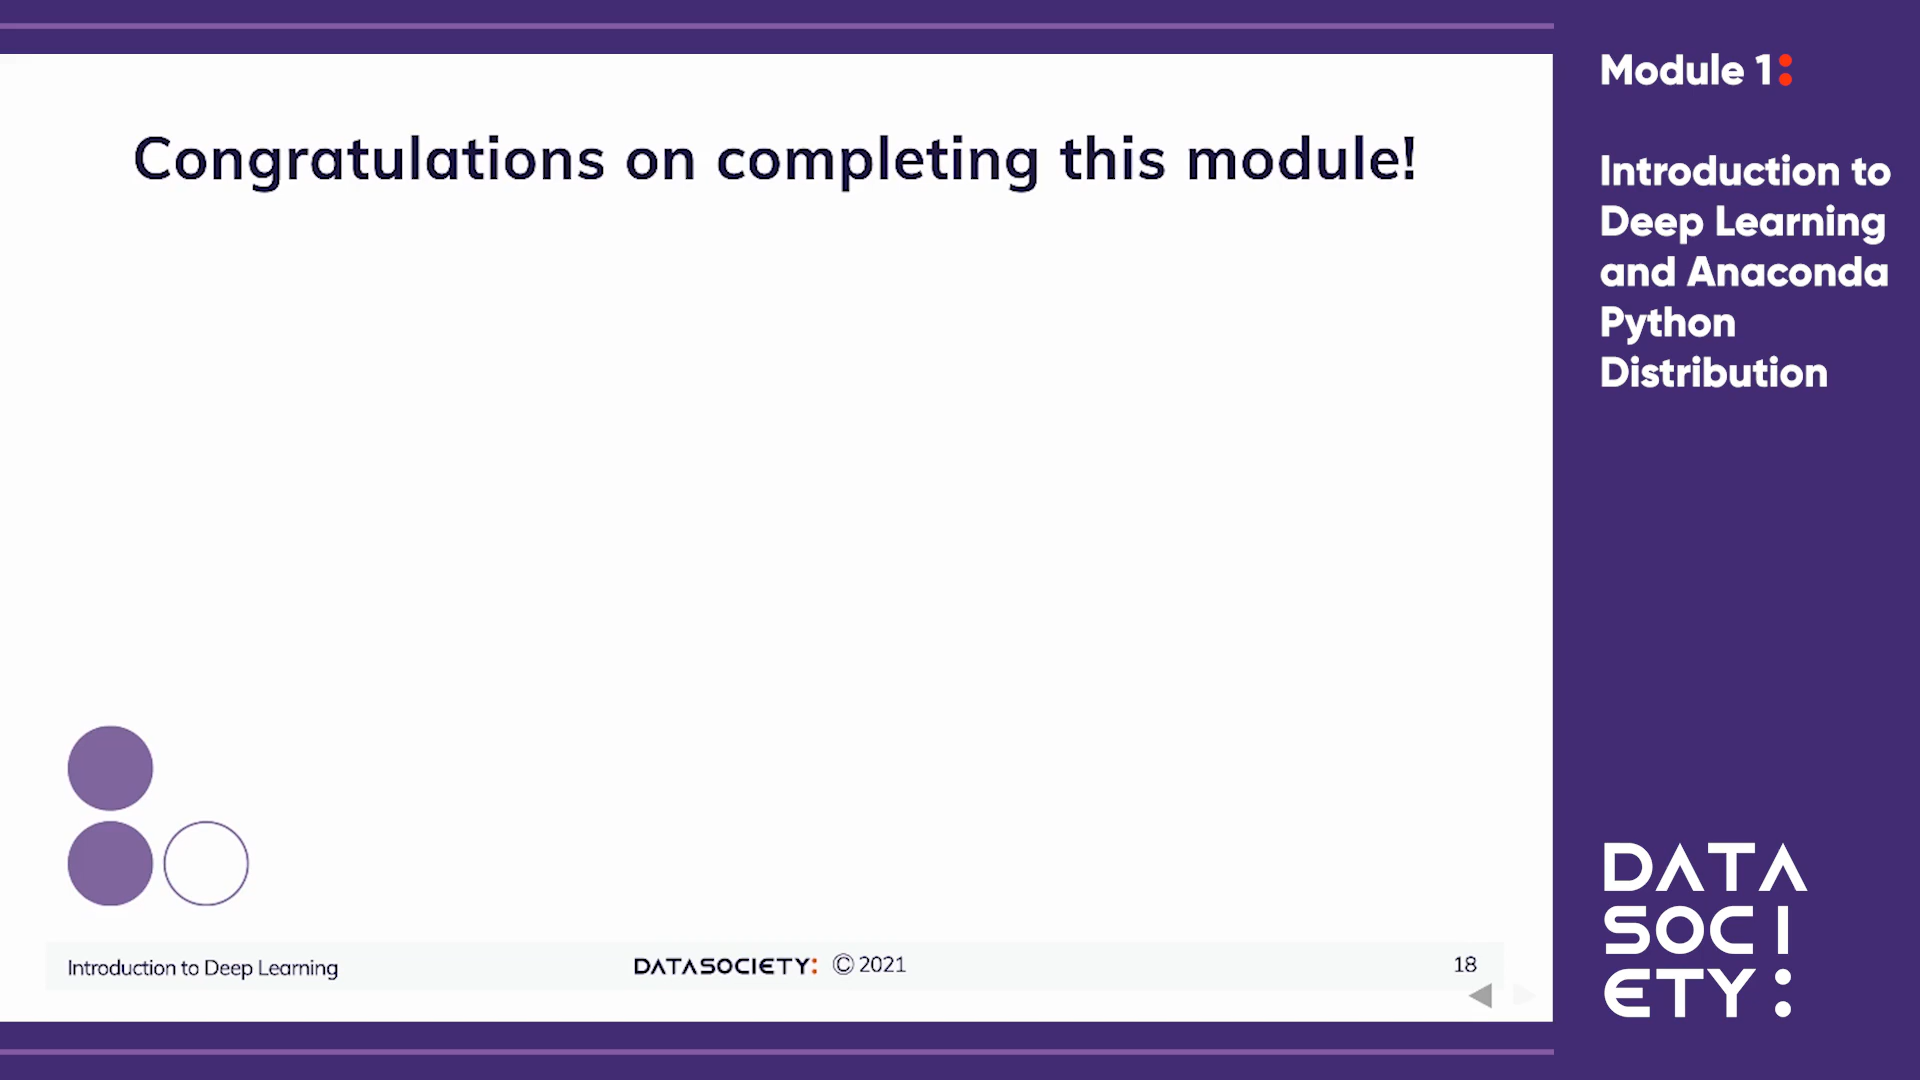 Congratulations on completing this module!
Introduction to Deep Learning
DATASOCIETY: © 2021
18
Module 1:
Introduction to
Deep Learning
and Anaconda
Python
Distribution
DATA
SOCI
ETY: